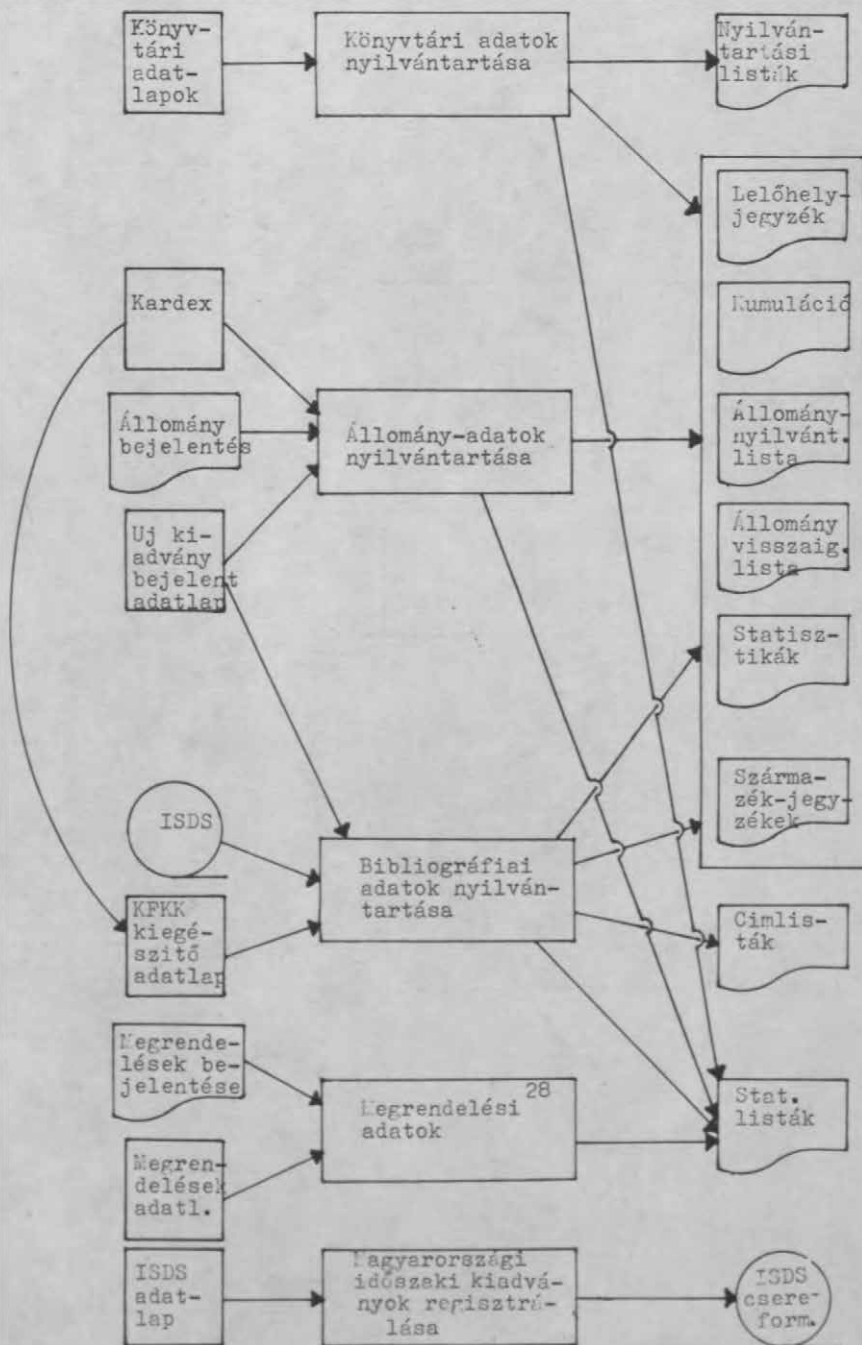 Könyv-
tári
adat-
lapok
Könyvtári adatok
nyilvántartása
Nyilván-
tartási
listák
Lelőhely-
jegyzék
Kumuláció
Kardex
Állomány
bejelentés
Uj ki-
advány
bejelent
adatlap
Állomány-adatok
nyilvántartása
Állomány-
nyilvánt.
lista
Állomány
visszaig.
lista
Statisz-
tikák
Szárma-
zék-jegy-
zékek
ISDS
KFKK
kiegé-
szitő
adatlap
Bibliográfiai
adatok nyilván-
tartása
Cimlis-
ták
Megrende-
lések be-
jelentése
Megren-
delések
adatl.
Megrendelési 28
adatok
Stat.
listák
ISDS
adat-
lap
Magyarországi
időszaki kiadvá-
nyok regisztrá-
lása
ISDS
csere-
form.